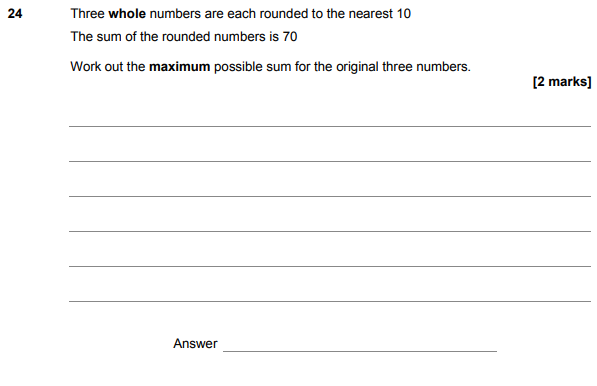 24 Three whole numbers are each rounded to the nearest 10
The sum of the rounded numbers is 70
Work out the maximum possible sum for the original three numbers.
[2 marks]
Answer